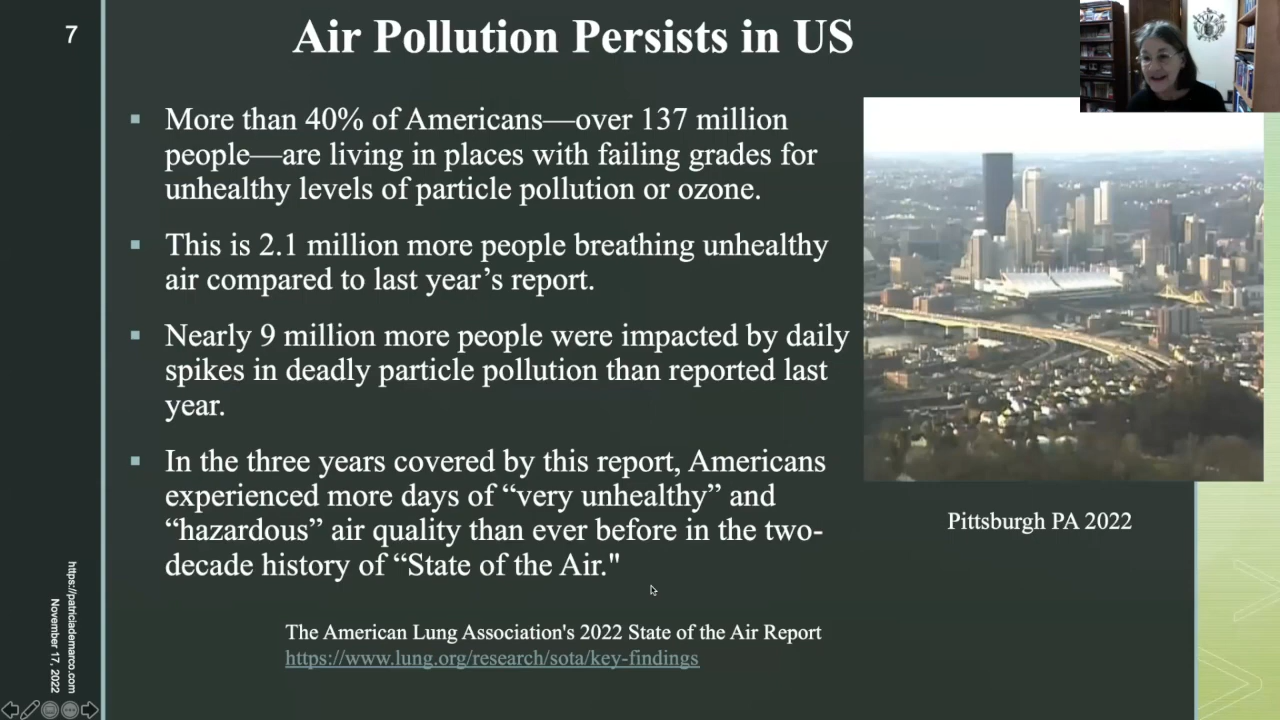 7
Air Pollution Persists in US
▪ More than 40% of Americans—over 137 million
people—are living in places with failing grades for
unhealthy levels of particle pollution or ozone.
▪ This is 2.1 million more people breathing unhealthy
air compared to last year’s report.
▪ Nearly 9 million more people were impacted by daily
spikes in deadly particle pollution than reported last
year.
▪ In the three years covered by this report, Americans
experienced more days of “very unhealthy” and
“hazardous” air quality than ever before in the two-
decade history of “State of the Air."
Pittsburgh PA 2022
The American Lung Association's 2022 State of the Air Report
https://www.lung.org/research/sota/key-findings
https://patriciademarco.com
November 17, 2022